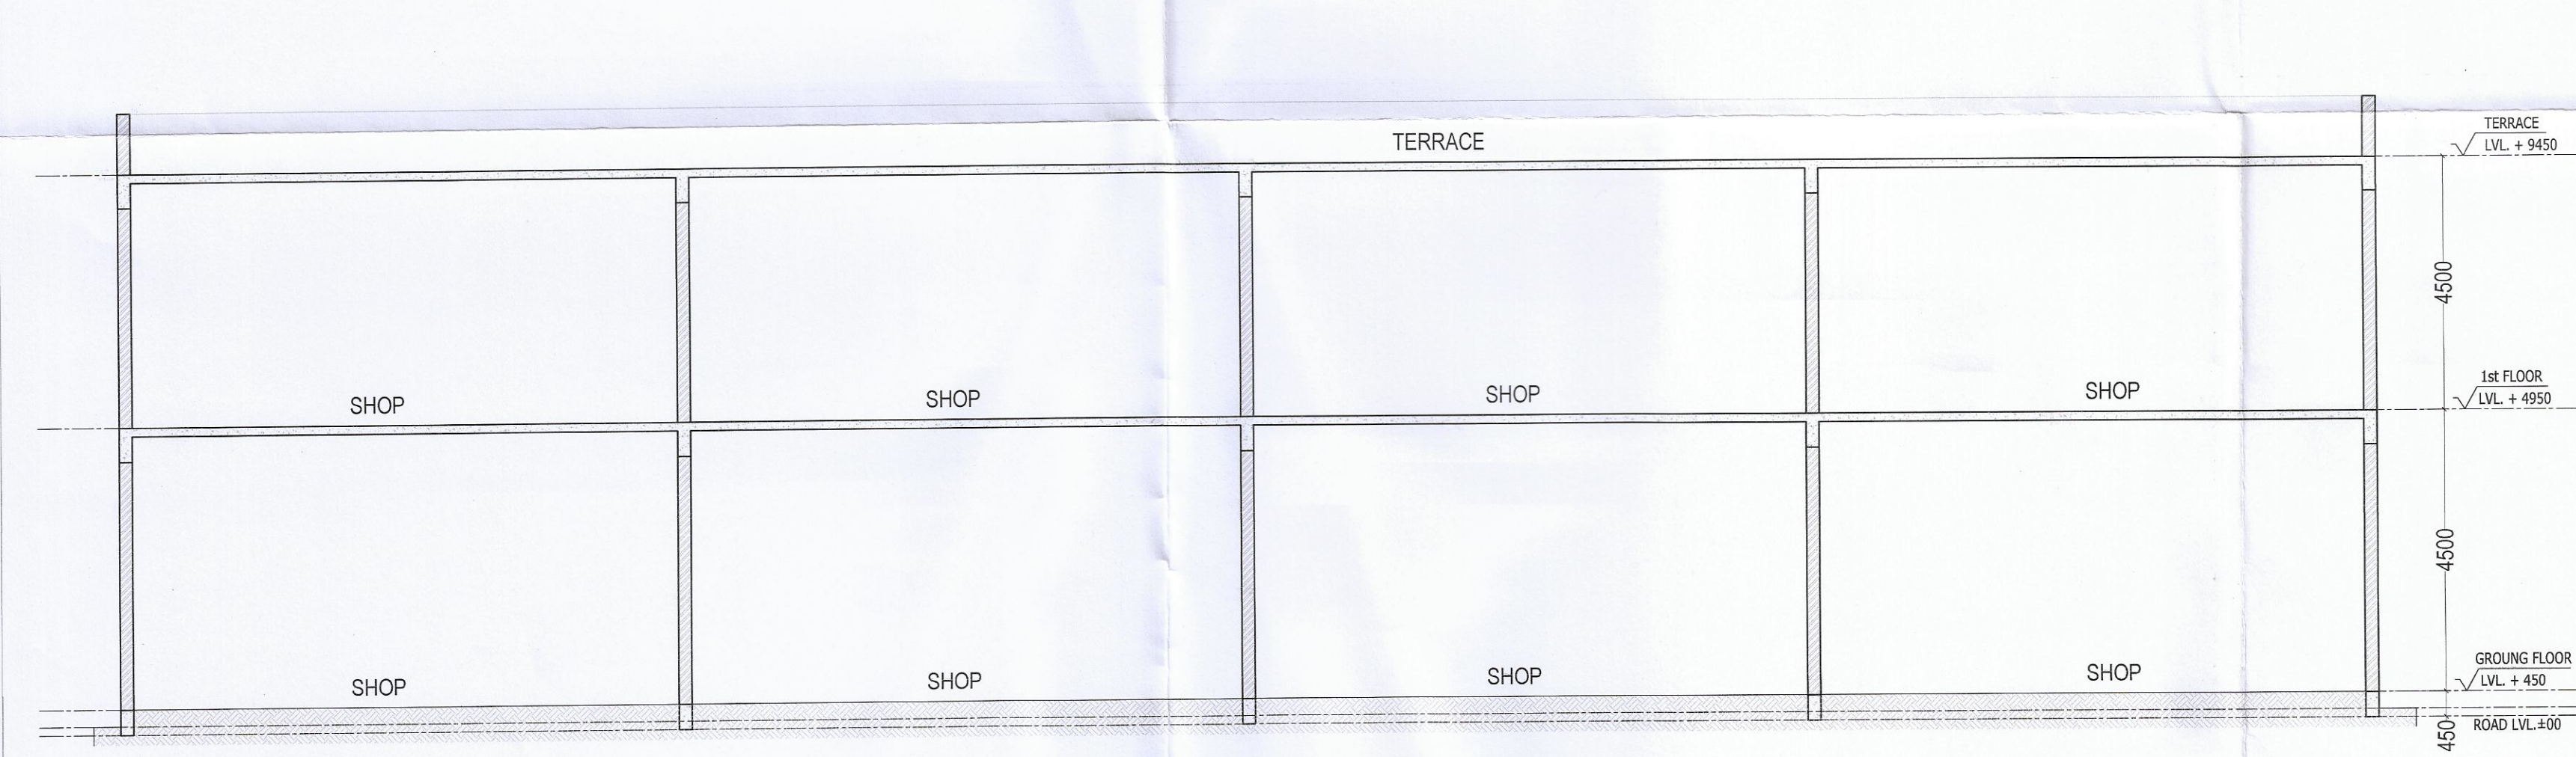 TERRACE
TERRACE
LVL. + 9450
4500
1st FLOOR
LVL. + 4950
SHOP SHOP SHOP SHOP
4500
GROUNG FLOOR
LVL. + 450
SHOP SHOP SHOP SHOP
450
ROAD LVL.±00